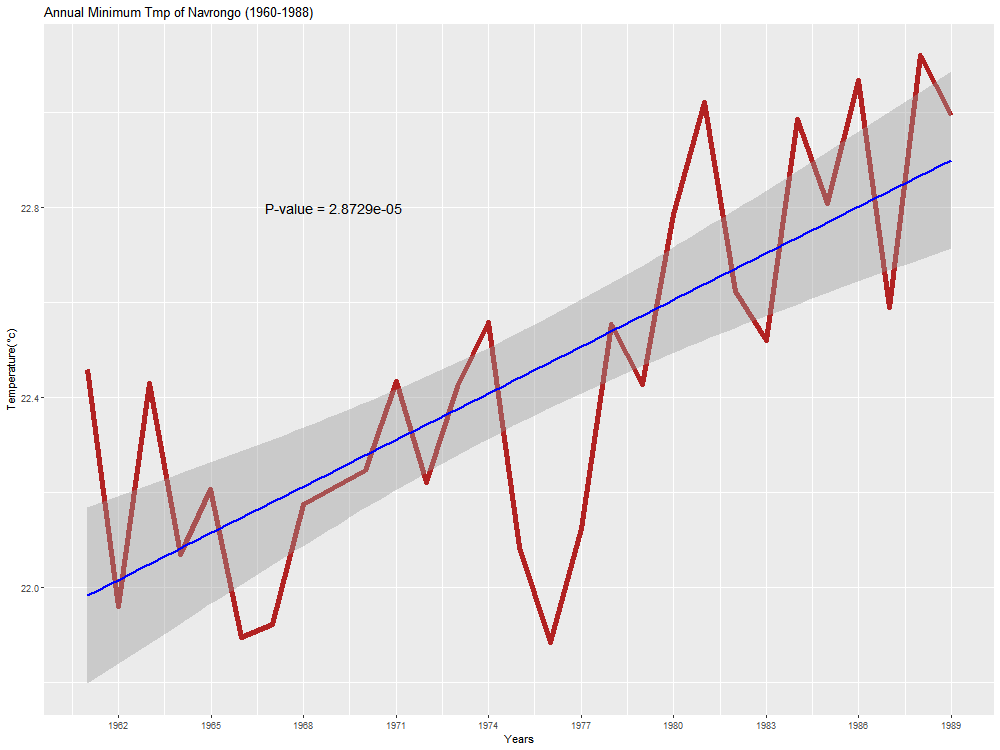 Annual Minimum Tmp of Navrongo (1960-1988)
P-value = 2.8729e-05
Temperature(°c)
22.8
22.4
22.0
1962 1965 1968 1971 1974 1977 1980 1983 1986 1989
Years